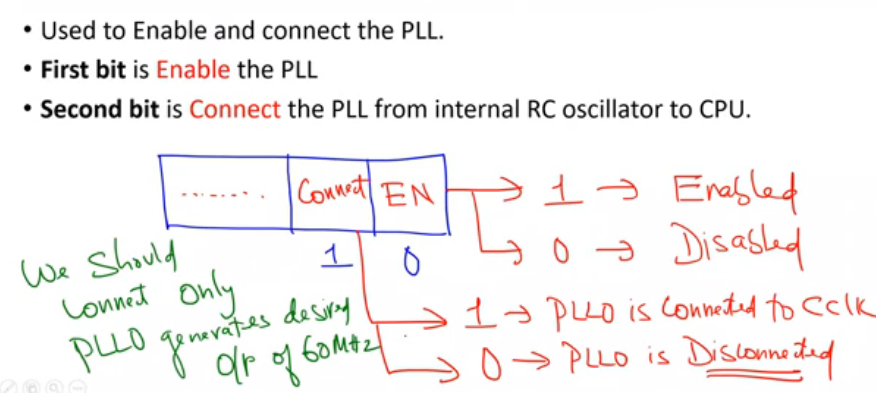 • Used to Enable and connect the PLL.
• First bit is Enable the PLL
• Second bit is Connect the PLL from internal RC oscillator to CPU.
........ Connect EN → 1 → Enabled
1 0 → 0 → Disabled
We Should
Connect Only
PLL0 generates desired
O/P of 60MHz
→ 1 → PLL0 is Connected to CClk
→ 0 → PLL0 is Disconnected